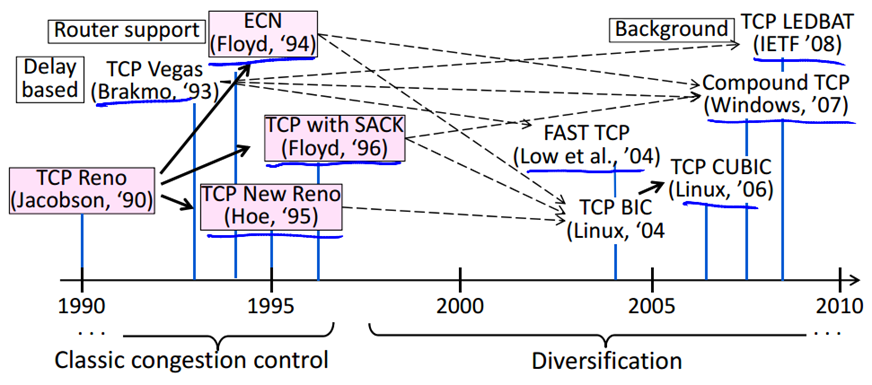 Router support
ECN
(Floyd, ‘94)
Background
TCP LEDBAT
(IETF ’08)
Delay
based
TCP Vegas
(Brakmo, ‘93)
Compound TCP
(Windows, ’07)
TCP with SACK
(Floyd, ‘96)
FAST TCP
(Low et al., ’04)
TCP CUBIC
(Linux, ’06)
TCP Reno
(Jacobson, ‘90)
TCP New Reno
(Hoe, ‘95)
TCP BIC
(Linux, ‘04
1990
1995
2000
2005
2010
. . .
. . .
Classic congestion control
Diversification